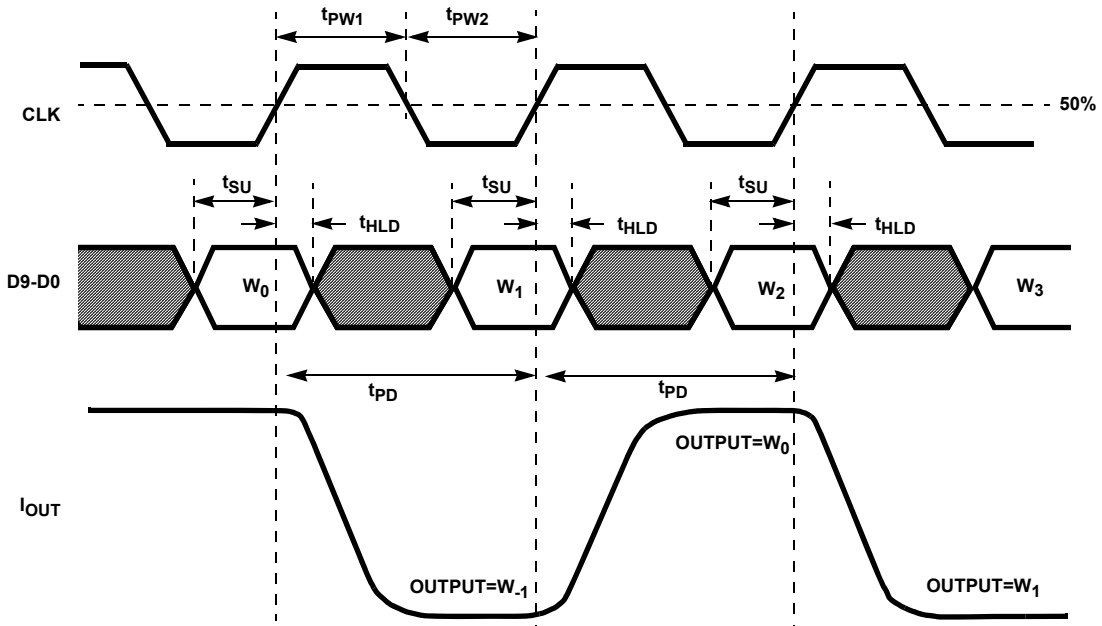 tPW1 tPW2
CLK
50%
tSU tSU tSU
tHLD tHLD tHLD
D9-D0
W0 W1 W2 W3
tPD tPD
OUTPUT=W0
IOUT
OUTPUT=W-1 OUTPUT=W1